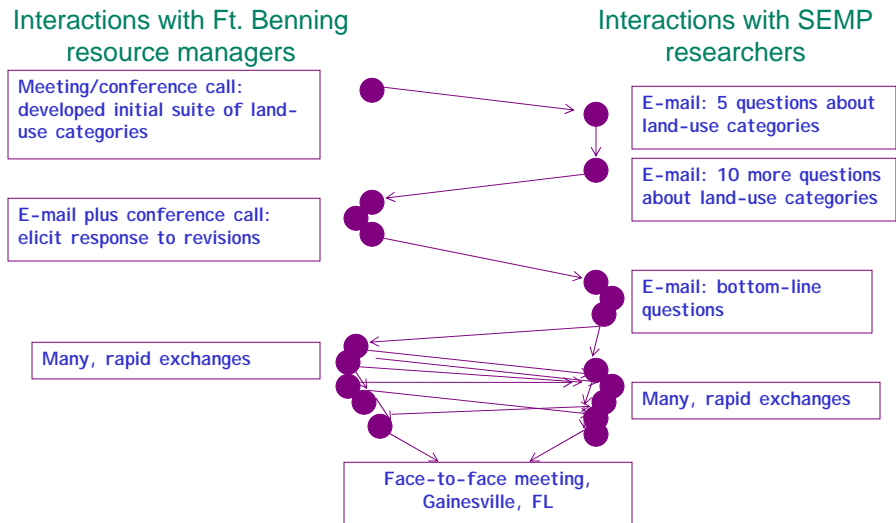 Interactions with Ft. Benning
resource managers
Interactions with SEMP
researchers
Meeting/conference call:
developed initial suite of land-
use categories
E-mail: 5 questions about
land-use categories
E-mail: 10 more questions
about land-use categories
E-mail plus conference call:
elicit response to revisions
E-mail: bottom-line
questions
Many, rapid exchanges
Many, rapid exchanges
Face-to-face meeting,
Gainesville, FL